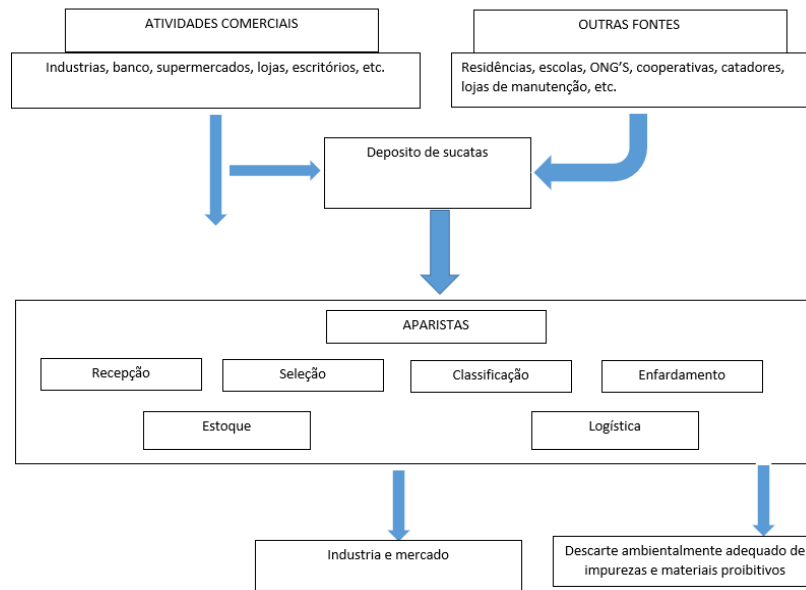 ATIVIDADES COMERCIAIS
OUTRAS FONTES
Industrias, banco, supermercados, lojas, escritórios, etc.
Residências, escolas, ONG'S, cooperativas, catadores,
lojas de manutenção, etc.
Deposito de sucatas
APARISTAS
Recepção
Seleção
Classificação
Enfardamento
Estoque
Logística
Industria e mercado
Descarte ambientalmente adequado de
impurezas e materiais proibitivos